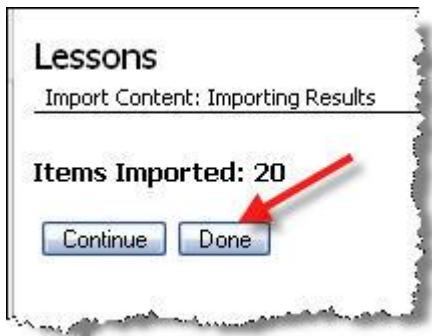 Lessons
Import Content: Importing Results
Items Imported: 20
Continue Done